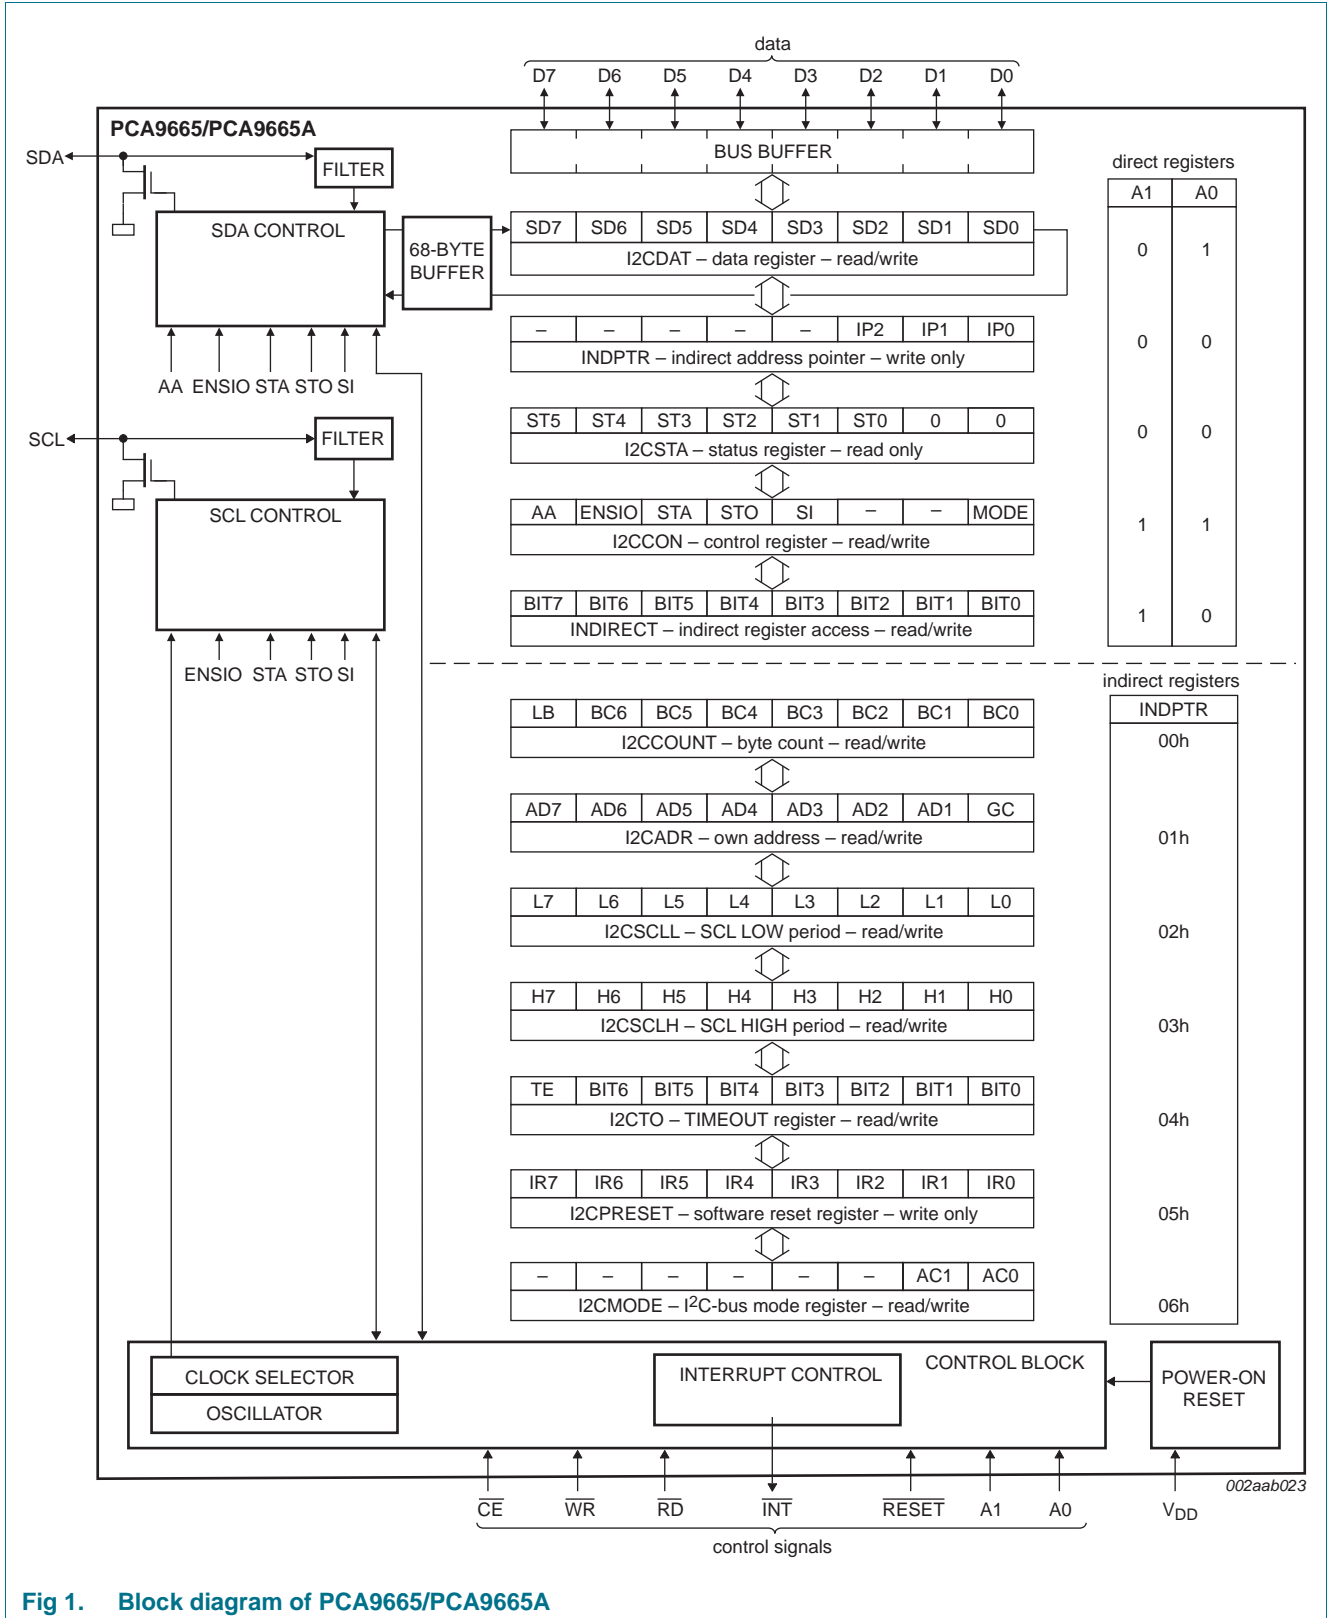 data
D7 D6 D5 D4 D3 D2 D1 D0
PCA9665/PCA9665A
BUS BUFFER
SDA
FILTER
SDA CONTROL
68-BYTE
BUFFER
AA ENSIO STA STO SI
SCL
FILTER
SCL CONTROL
ENSIO STA STO SI
SD7 SD6 SD5 SD4 SD3 SD2 SD1 SD0
I2CDAT – data register – read/write
– – – – – IP2 IP1 IP0
INDPTR – indirect address pointer – write only
ST5 ST4 ST3 ST2 ST1 ST0 0 0
I2CSTA – status register – read only
AA ENSIO STA STO SI – – MODE
I2CCON – control register – read/write
BIT7 BIT6 BIT5 BIT4 BIT3 BIT2 BIT1 BIT0
INDIRECT – indirect register access – read/write
direct registers
A1 A0
0 1
0 0
0 0
1 1
1 0
LB BC6 BC5 BC4 BC3 BC2 BC1 BC0
I2CCOUNT – byte count – read/write
AD7 AD6 AD5 AD4 AD3 AD2 AD1 GC
I2CADR – own address – read/write
L7 L6 L5 L4 L3 L2 L1 L0
I2CSCLL – SCL LOW period – read/write
H7 H6 H5 H4 H3 H2 H1 H0
I2CSCLH – SCL HIGH period – read/write
TE BIT6 BIT5 BIT4 BIT3 BIT2 BIT1 BIT0
I2CTO – TIMEOUT register – read/write
IR7 IR6 IR5 IR4 IR3 IR2 IR1 IR0
I2CPRESET – software reset register – write only
– – – – – – AC1 AC0
I2CMODE – I²C-bus mode register – read/write
indirect registers
INDPTR
00h
01h
02h
03h
04h
05h
06h
CLOCK SELECTOR
OSCILLATOR
INTERRUPT CONTROL
CONTROL BLOCK
POWER-ON
RESET
002aab023
CE WR RD INT RESET A1 A0 VDD
control signals
Fig 1. Block diagram of PCA9665/PCA9665A